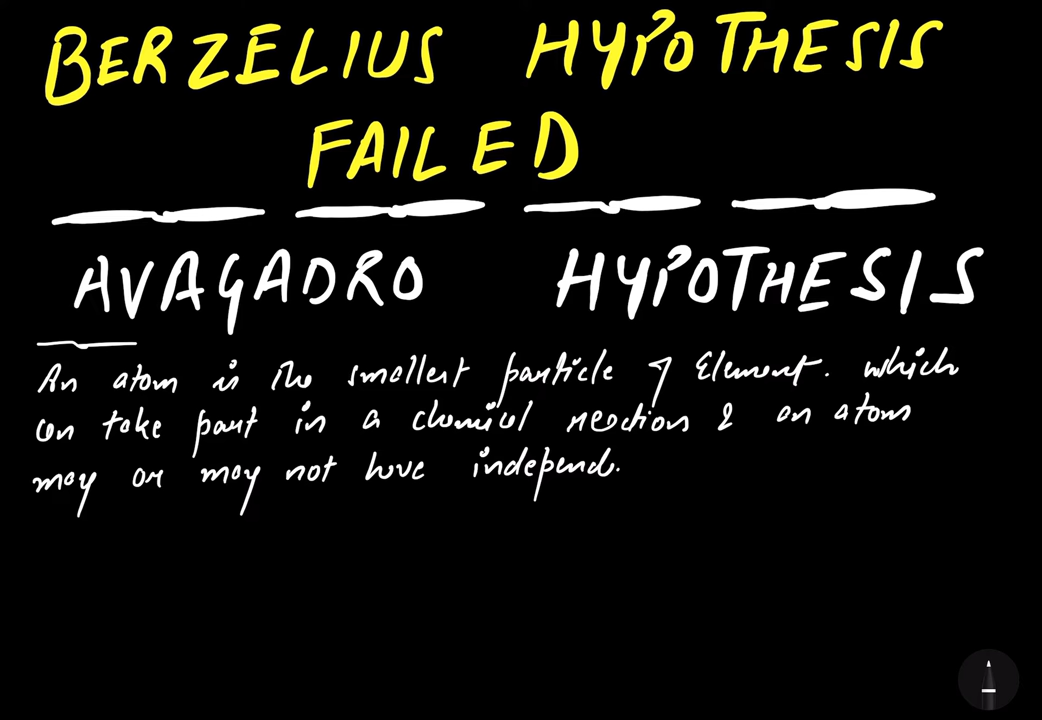 BERZELIUS HYPOTHESIS
FAILED
AVAGADRO HYPOTHESIS
An atom is the smallest particle of Element. which
can take part in a chemical reaction & an atom
may or may not have independ.